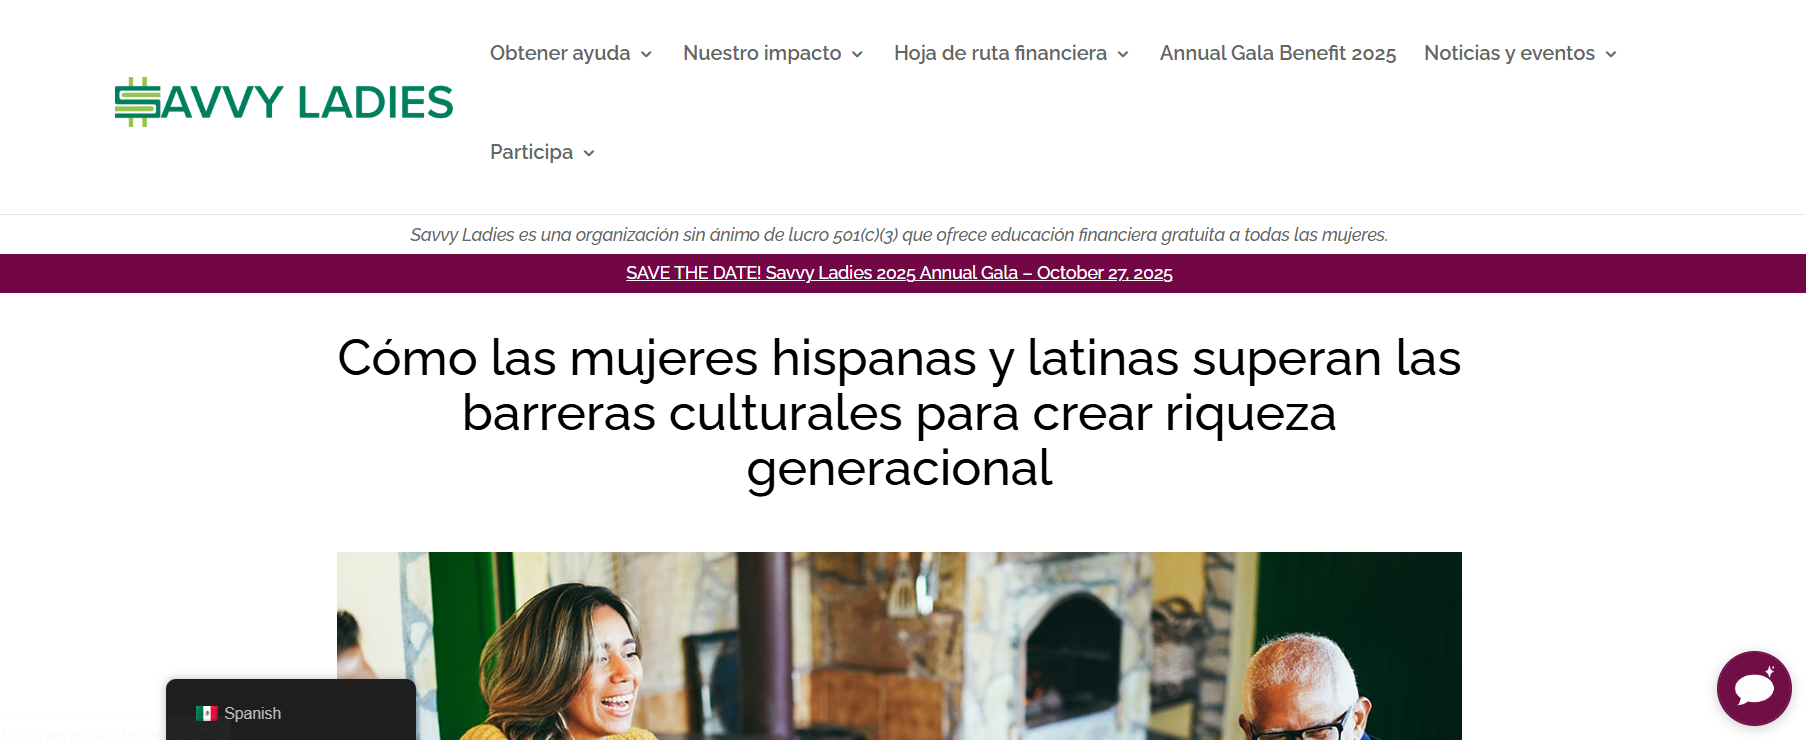 SAVVY LADIES
Obtener ayuda
Nuestro impacto
Hoja de ruta financiera
Annual Gala Benefit 2025
Noticias y eventos
Participa
Savvy Ladies es una organización sin ánimo de lucro 501(c)(3) que ofrece educación financiera gratuita a todas las mujeres.
SAVE THE DATE! Savvy Ladies 2025 Annual Gala – October 27, 2025
Cómo las mujeres hispanas y latinas superan las
barreras culturales para crear riqueza
generacional
Spanish